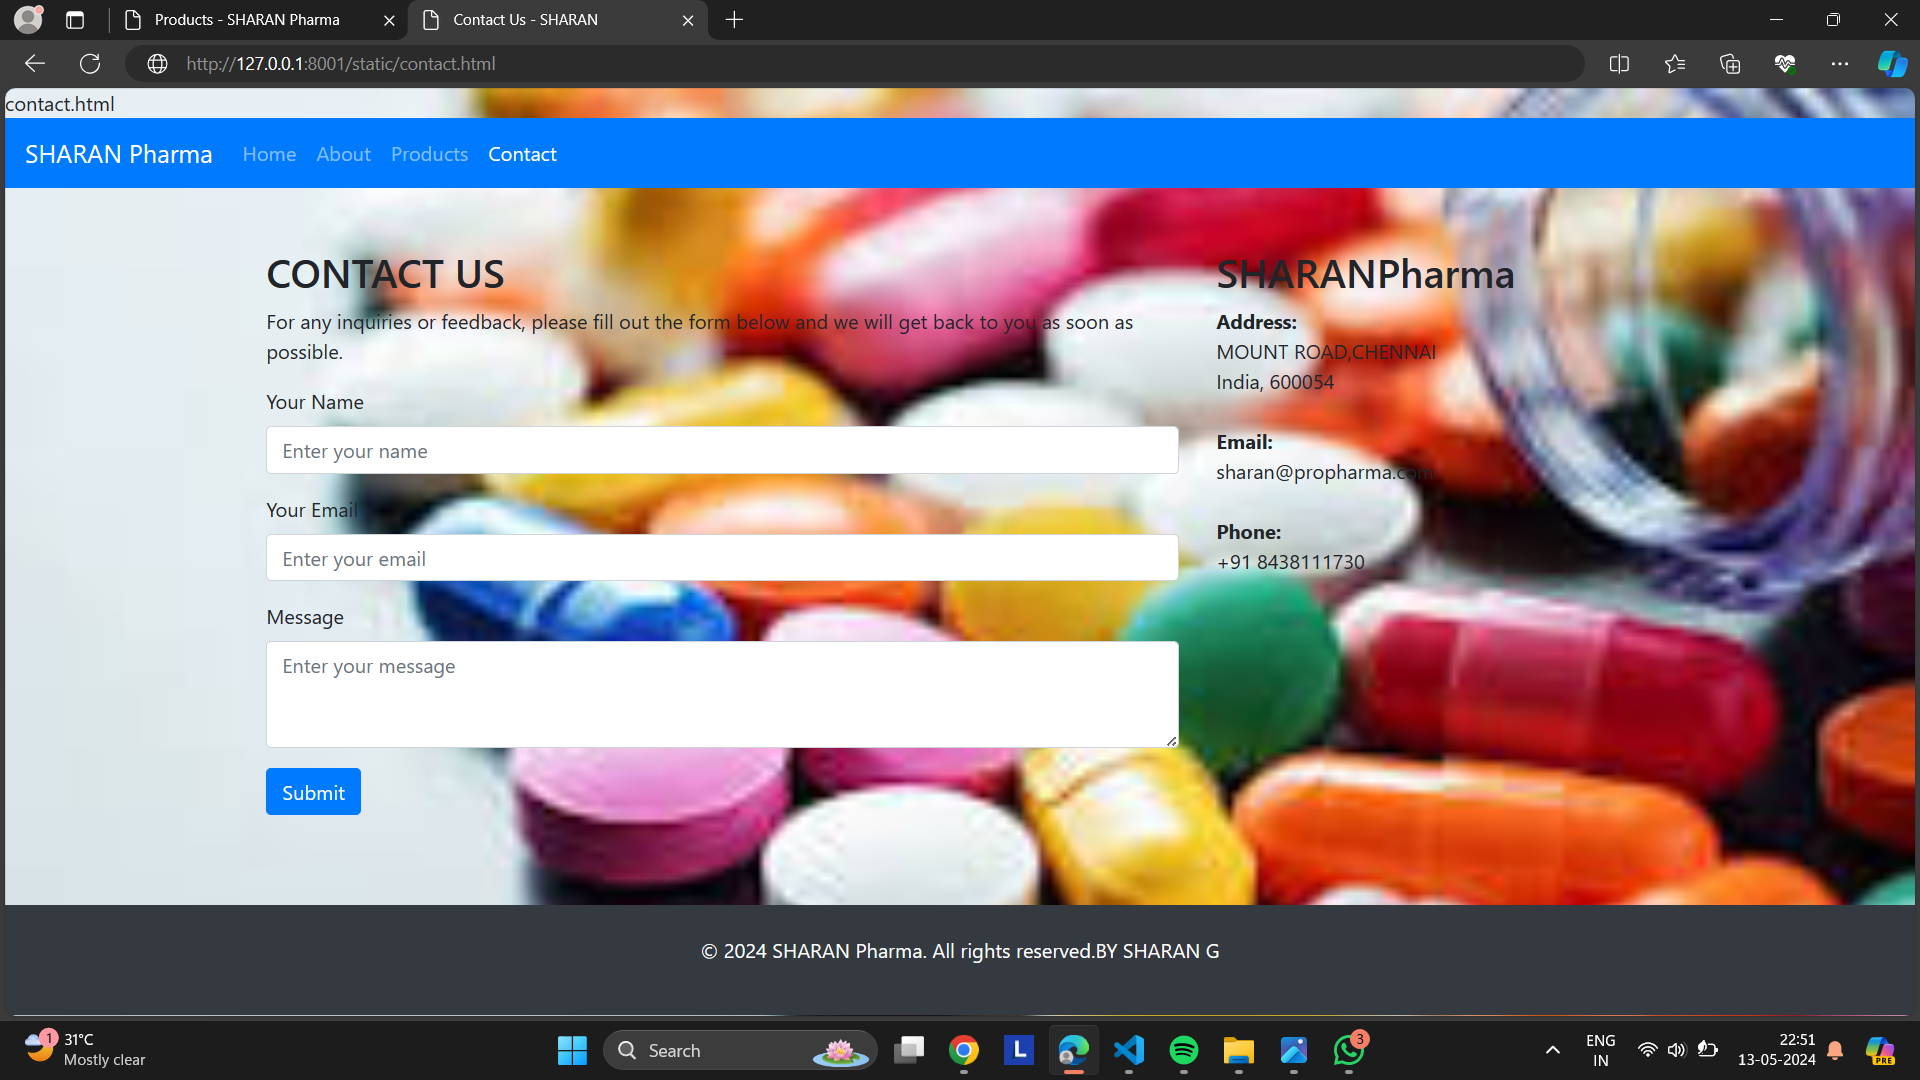 Products - SHARAN Pharma
Contact Us - SHARAN
http://127.0.0.1:8001/static/contact.html
contact.html
SHARAN Pharma Home About Products Contact
CONTACT US
For any inquiries or feedback, please fill out the form below and we will get back to you as soon as
possible.
Your Name
Enter your name
Your Email
Enter your email
Message
Enter your message
Submit
SHARANPharma
Address:
MOUNT ROAD,CHENNAI
India, 600054
Email:
sharan@propharma.com
Phone:
+91 8438111730
© 2024 SHARAN Pharma. All rights reserved.BY SHARAN G
1
31°C
Mostly clear
Search
L
3
ENG
IN
22:51
13-05-2024
PRE